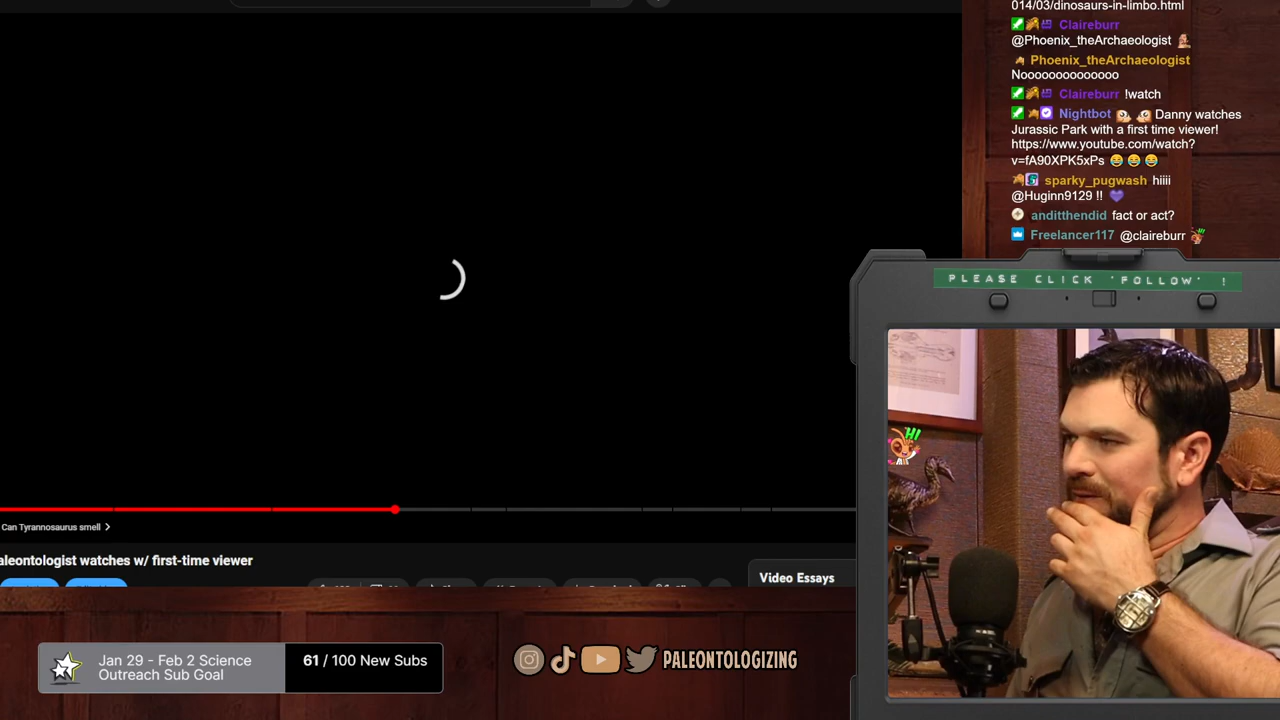 014/03/dinosaurs-in-limbo.html
Claireburr
@Phoenix_theArchaeologist
Phoenix_theArchaeologist
Nooooooooooooo
Claireburr !watch
Nightbot Danny watches
Jurassic Park with a first time viewer!
https://www.youtube.com/watch?
v=fA90XPK5xPs
sparky_pugwash hiiii
@Huginn9129 !!
anditthendid fact or act?
Freelancer117 @claireburr
PLEASE CLICK 'FOLLOW' !
HI
Can Tyrannosaurus smell
aleontologist watches w/ first-time viewer
Video Essays
Jan 29 - Feb 2 Science
Outreach Sub Goal
61 / 100 New Subs
PALEONTOLOGIZING